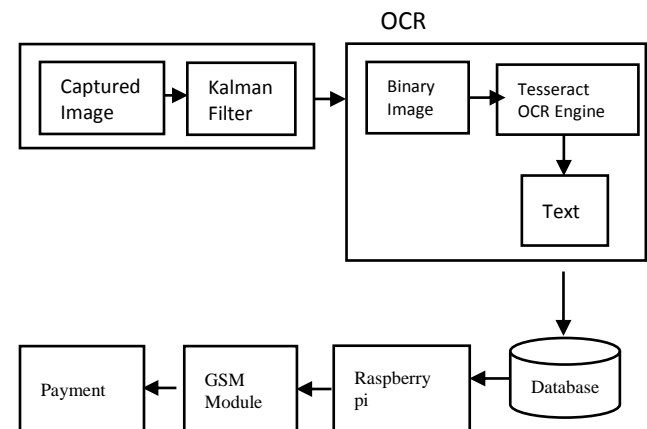 OCR
Captured
Image
Kalman
Filter
Binary
Image
Tesseract
OCR Engine
Text
Payment
GSM
Module
Raspberry
pi
Database